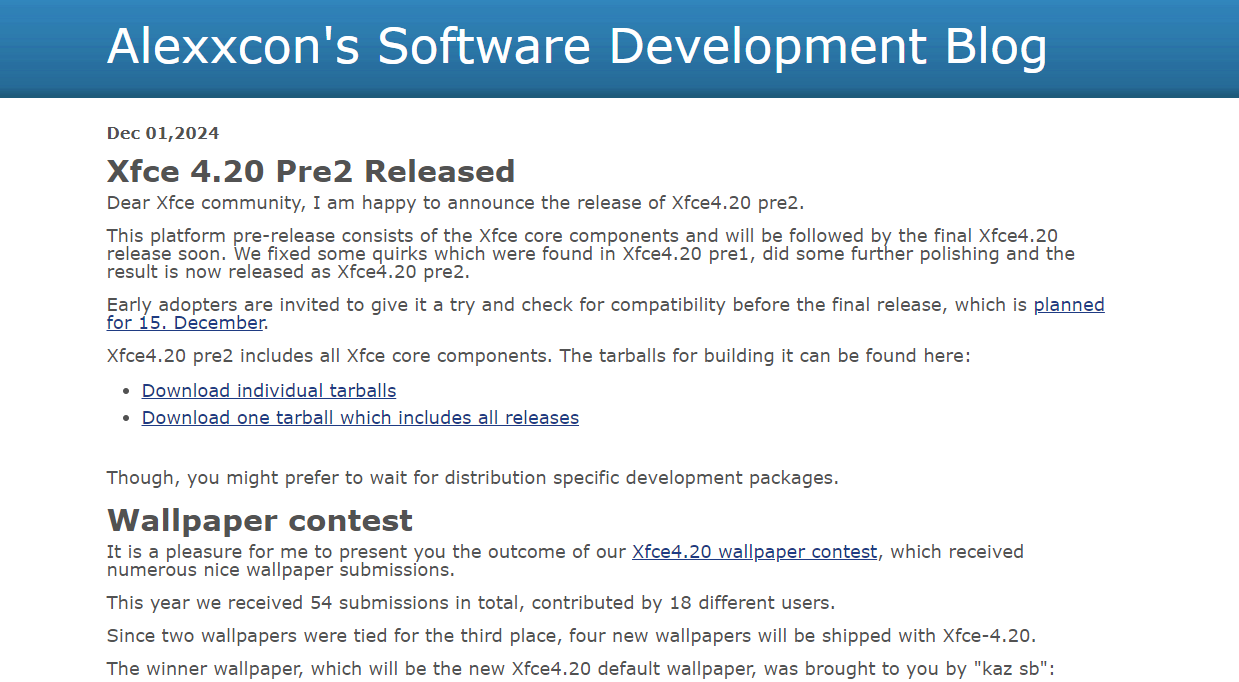 Alexxcon's Software Development Blog
Dec 01,2024
Xfce 4.20 Pre2 Released
Dear Xfce community, I am happy to announce the release of Xfce4.20 pre2.
This platform pre-release consists of the Xfce core components and will be followed by the final Xfce4.20
release soon. We fixed some quirks which were found in Xfce4.20 pre1, did some further polishing and the
result is now released as Xfce4.20 pre2.
Early adopters are invited to give it a try and check for compatibility before the final release, which is planned
for 15. December.
Xfce4.20 pre2 includes all Xfce core components. The tarballs for building it can be found here:
• Download individual tarballs
• Download one tarball which includes all releases
Though, you might prefer to wait for distribution specific development packages.
Wallpaper contest
It is a pleasure for me to present you the outcome of our Xfce4.20 wallpaper contest, which received
numerous nice wallpaper submissions.
This year we received 54 submissions in total, contributed by 18 different users.
Since two wallpapers were tied for the third place, four new wallpapers will be shipped with Xfce-4.20.
The winner wallpaper, which will be the new Xfce4.20 default wallpaper, was brought to you by "kaz sb":